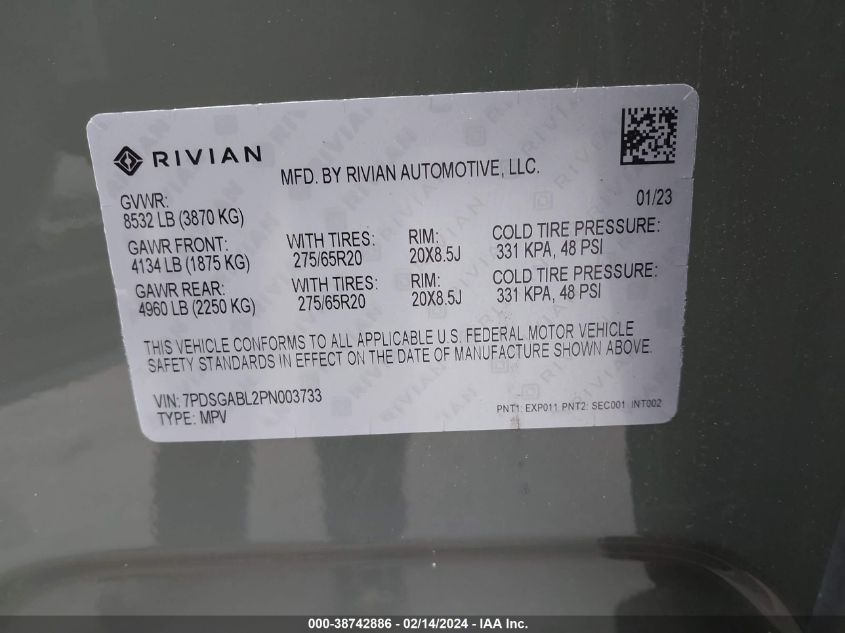 RIVIAN
MFD. BY RIVIAN AUTOMOTIVE, LLC.
01/23
GVWR:
8532 LB (3870 KG)
GAWR FRONT: WITH TIRES: RIM: COLD TIRE PRESSURE:
4134 LB (1875 KG) 275/65R20 20X8.5J 331 KPA, 48 PSI
GAWR REAR: WITH TIRES: RIM: COLD TIRE PRESSURE:
4960 LB (2250 KG) 275/65R20 20X8.5J 331 KPA, 48 PSI
THIS VEHICLE CONFORMS TO ALL APPLICABLE U.S. FEDERAL MOTOR VEHICLE
SAFETY STANDARDS IN EFFECT ON THE DATE OF MANUFACTURE SHOWN ABOVE.
VIN: 7PDSGABL2PN003733
TYPE: MPV
PNT1: EXP011 PNT2: SEC001 INT002
000-38742886 - 02/14/2024 - IAA Inc.